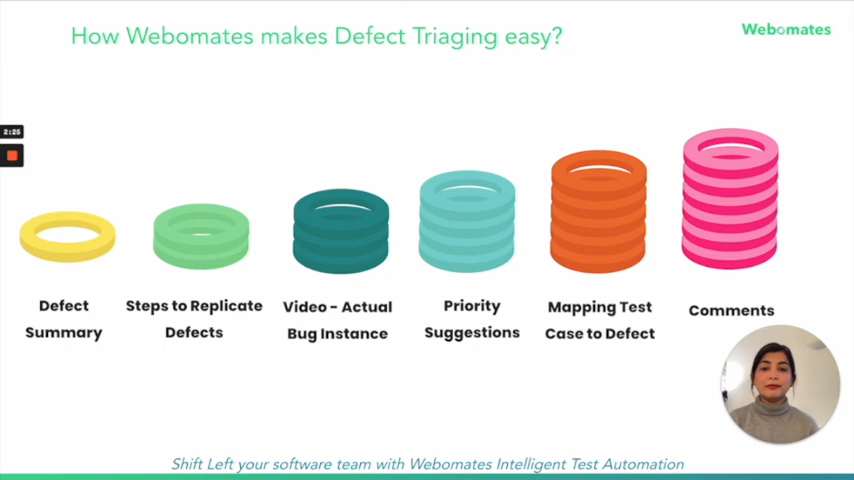 How Webomates makes Defect Triaging easy?
Webomates
2:25
Defect
Summary
Steps to Replicate
Defects
Video - Actual
Bug Instance
Priority
Suggestions
Mapping Test
Case to Defect
Comments
Shift Left your software team with Webomates Intelligent Test Automation